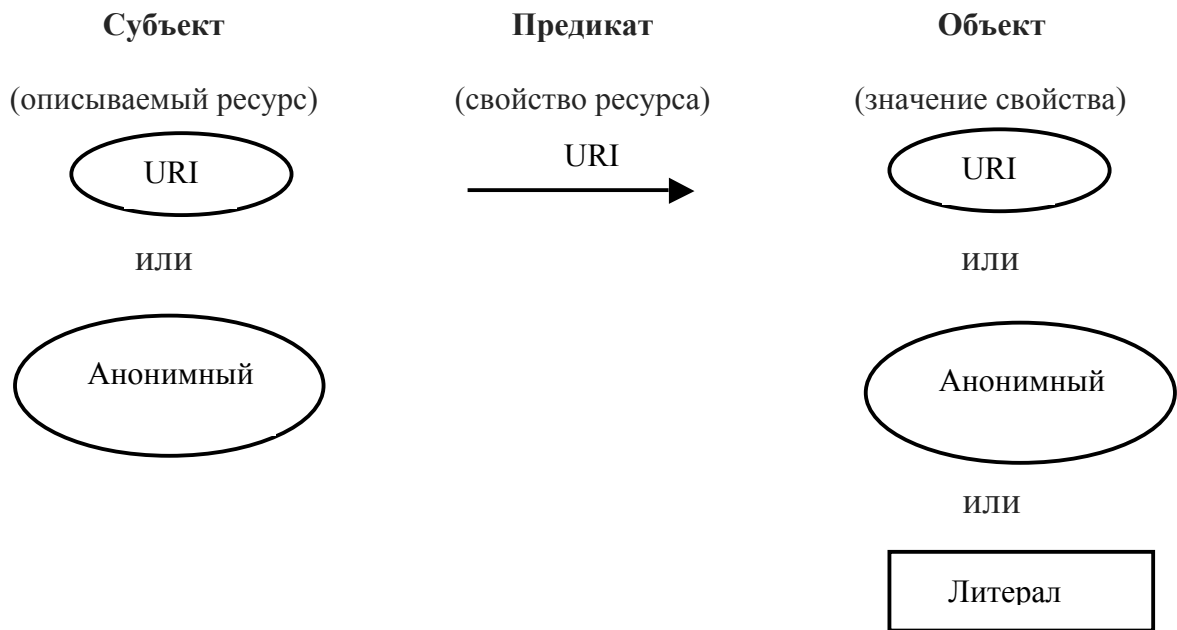 Субъект Предикат Объект
(описываемый ресурс) (свойство ресурса) (значение свойства)
URI URI URI
или или
Анонимный Анонимный
или
Литерал